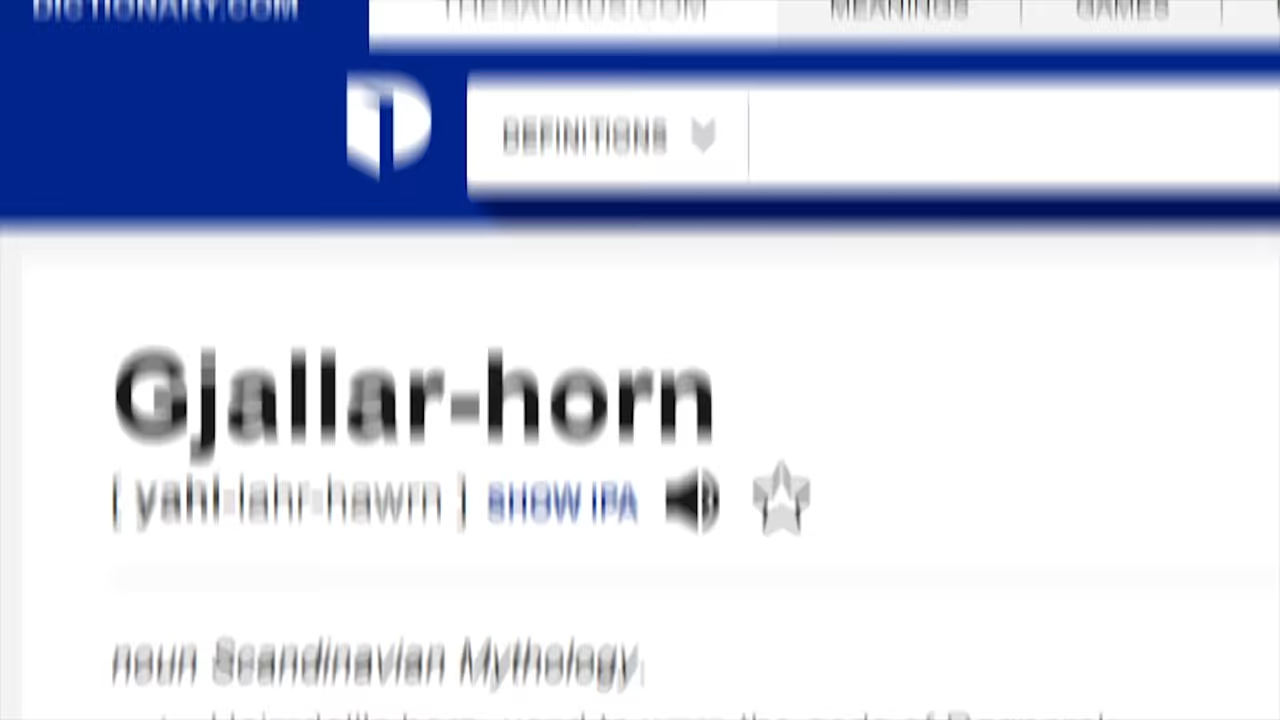 DICTIONARY.COM THESAURUS.COM MEANINGS GAMES
DEFINITIONS
Gjallar-horn
[ yahl-lahr-hawrn ] SHOW IPA
noun Scandinavian Mythology.